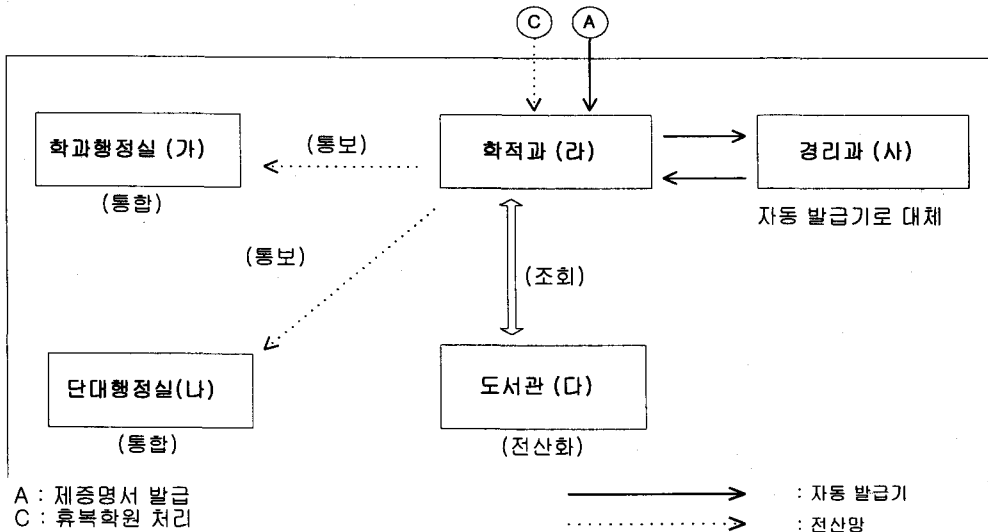 C A
학과행정실 (가) (통보) 학적과 (라) 경리과 (사)
(통합) 자동 발급기로 대체
(통보) (조회)
단대행정실(나) 도서관 (다)
(통합) (전산화)
A : 제증명서 발급 : 자동 발급기
C : 휴복학원 처리 : 전산망